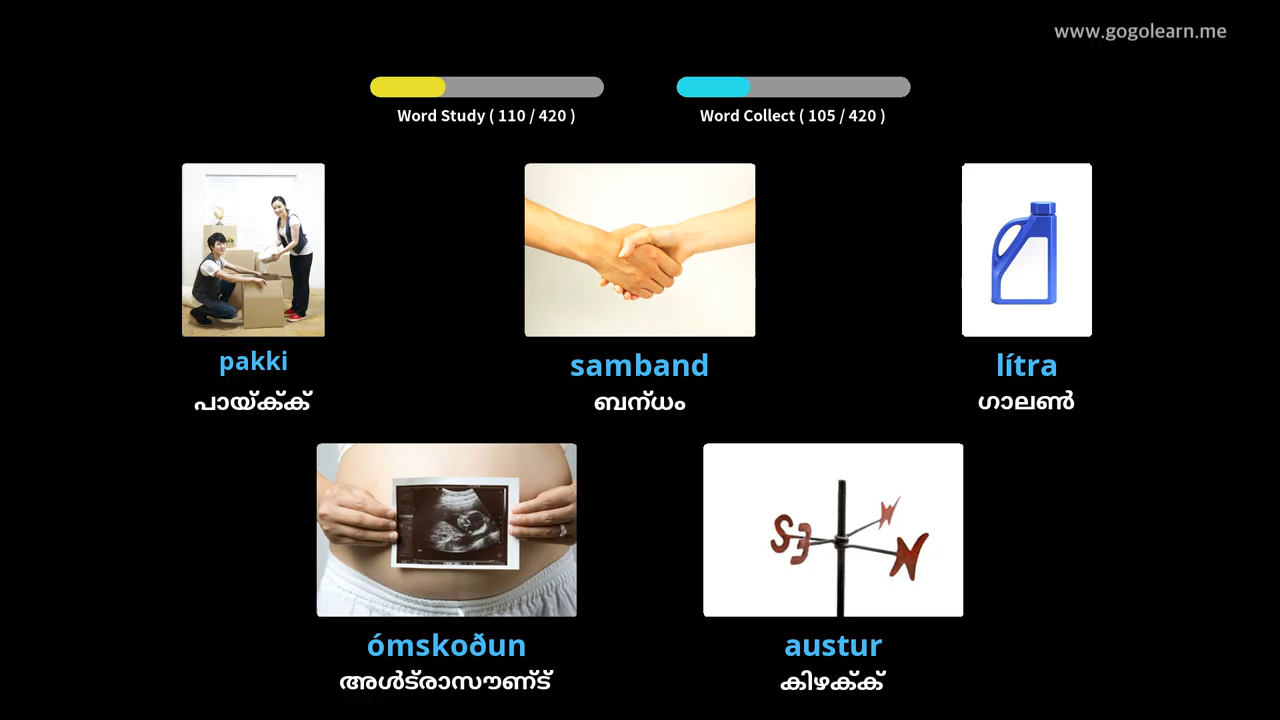 www.gogolearn.me
Word Study ( 110 / 420 )
Word Collect ( 105 / 420 )
pakki
samband
lítra
പായ്ക്ക്
ബന്ധം
ഗാലൺ
ómskoðun
austur
അൾട്രാസൗണ്ട്
കിഴക്ക്